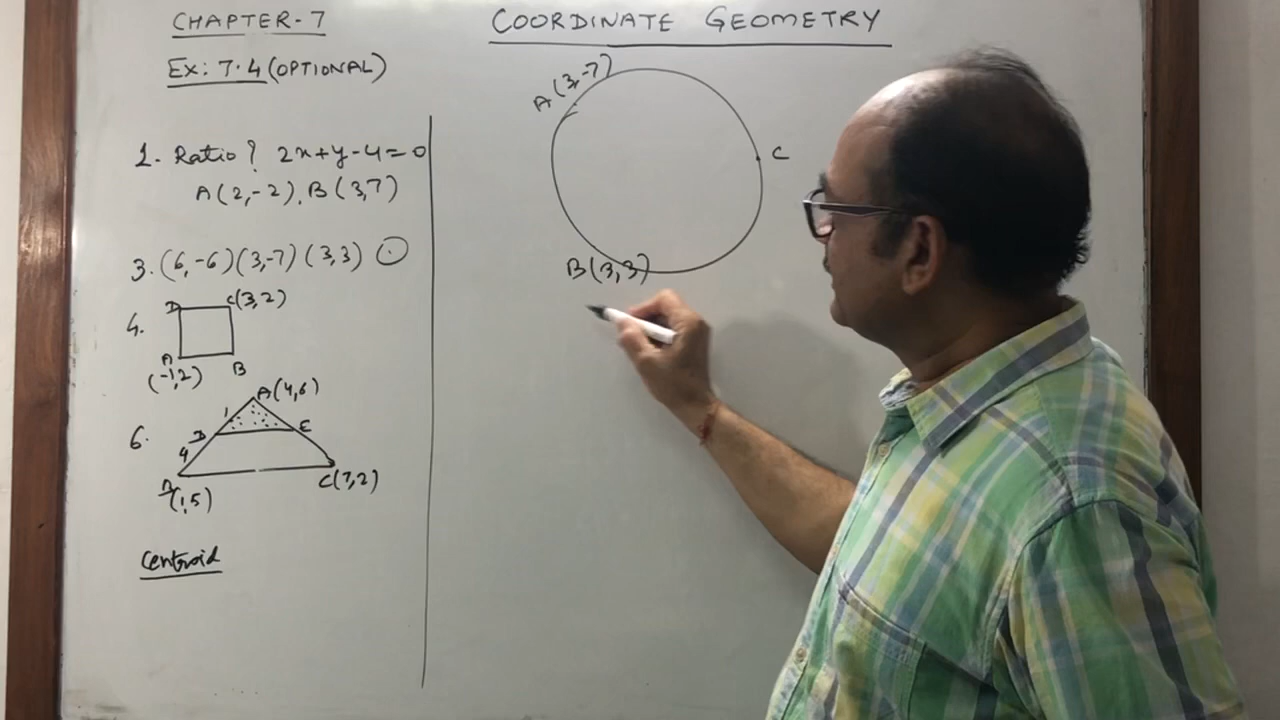 CHAPTER-7
COORDINATE GEOMETRY
Ex: 7.4 (OPTIONAL)
1. Ratio? 2x+y-4=0
A(2,-2), B(3,7)
3. (6,-6) (3,-7) (3,3)
4. D C(3,2)
A B
(-1,2)
6. A(4,6)
1
D E
4
B(1,5) C(7,2)
Centroid
A(3,-7)
C
B(3,3)